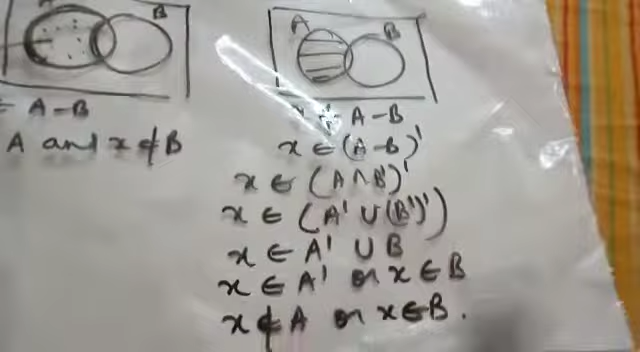 B
= A - B
A and x ∉ B
A
B
x ∉ A - B
x ∈ (A - B)'
x ∈ (A ∩ B')'
x ∈ (A' ∪ (B')')
x ∈ A' ∪ B
x ∈ A' or x ∈ B
x ∉ A or x ∈ B.